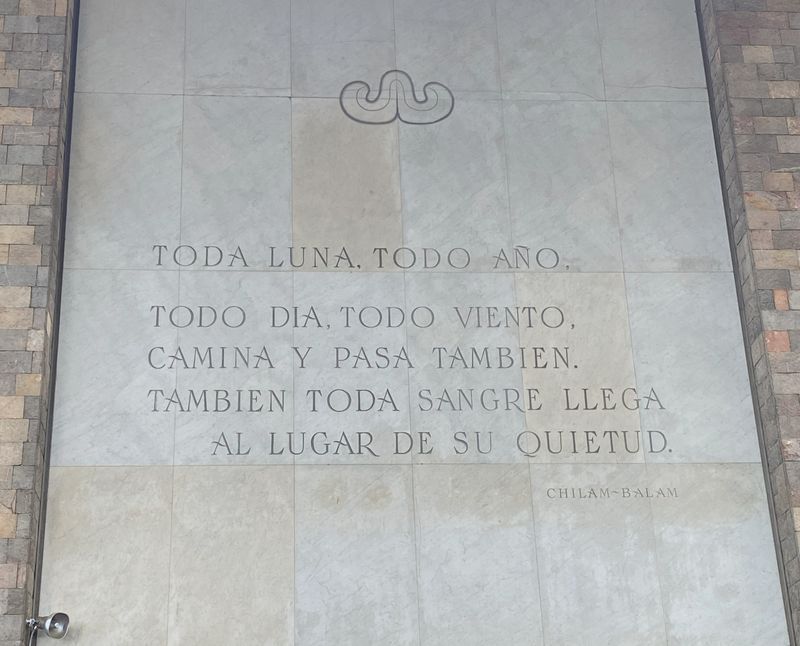 TODA LUNA, TODO AÑO,
TODO DIA, TODO VIENTO,
CAMINA Y PASA TAMBIEN.
TAMBIEN TODA SANGRE LLEGA
AL LUGAR DE SU QUIETUD.
CHILAM~BALAM